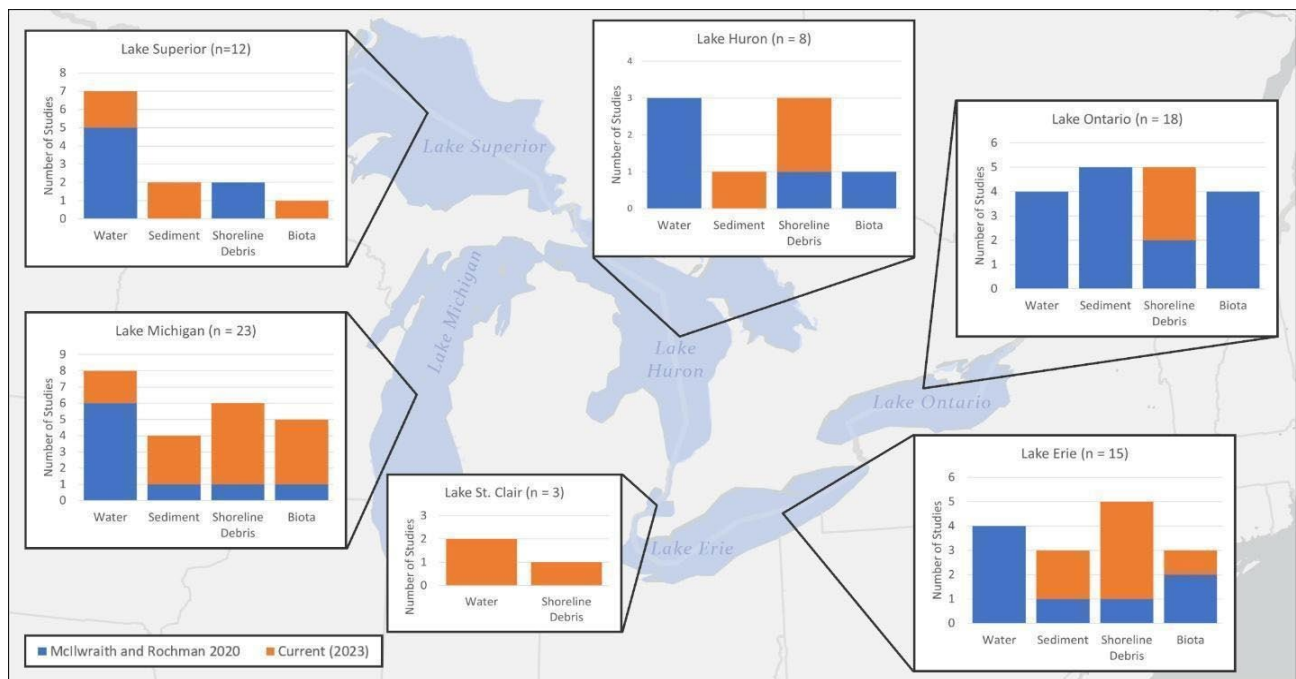 Lake Superior (n=12)
Number of Studies
8
7
6
5
4
3
2
1
0
Water
Sediment
Shoreline
Debris
Biota
Lake Huron (n = 8)
Number of Studies
4
3
2
1
0
Water
Sediment
Shoreline
Debris
Biota
Lake Ontario (n = 18)
Number of Studies
6
5
4
3
2
1
0
Water
Sediment
Shoreline
Debris
Biota
Lake Superior
Lake Michigan
Lake
Huron
Lake Ontario
Lake Erie
Lake Michigan (n = 23)
Number of Studies
9
8
7
6
5
4
3
2
1
0
Water
Sediment
Shoreline
Debris
Biota
Lake St. Clair (n = 3)
Number of Studies
3
2
1
0
Water
Shoreline
Debris
Lake Erie (n = 15)
Number of Studies
6
5
4
3
2
1
0
Water
Sediment
Shoreline
Debris
Biota
McIlwraith and Rochman 2020
Current (2023)